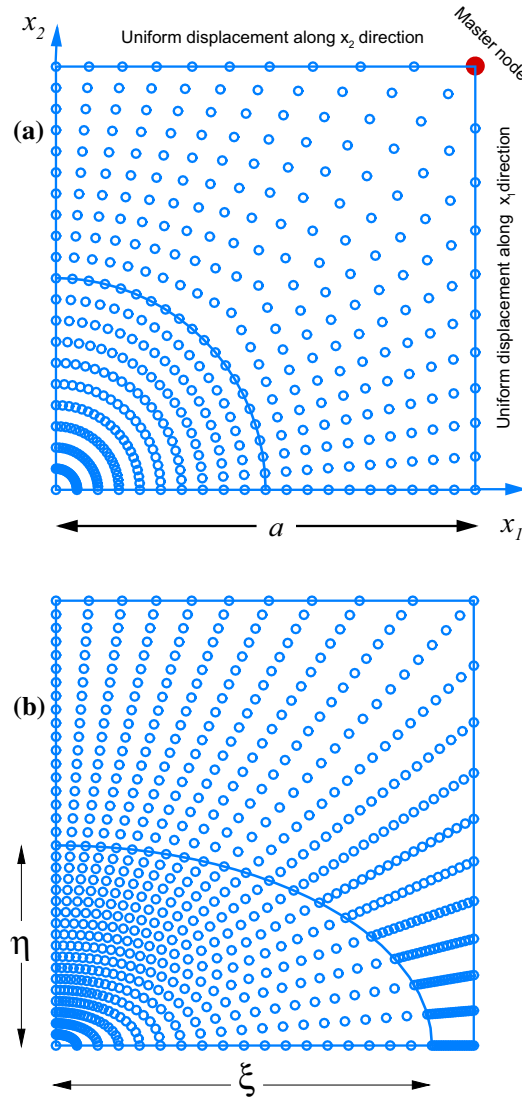 x2
Uniform displacement along x2 direction
Master node
(a)
Uniform displacement along x1 direction
a
x1
(b)
η
ξ